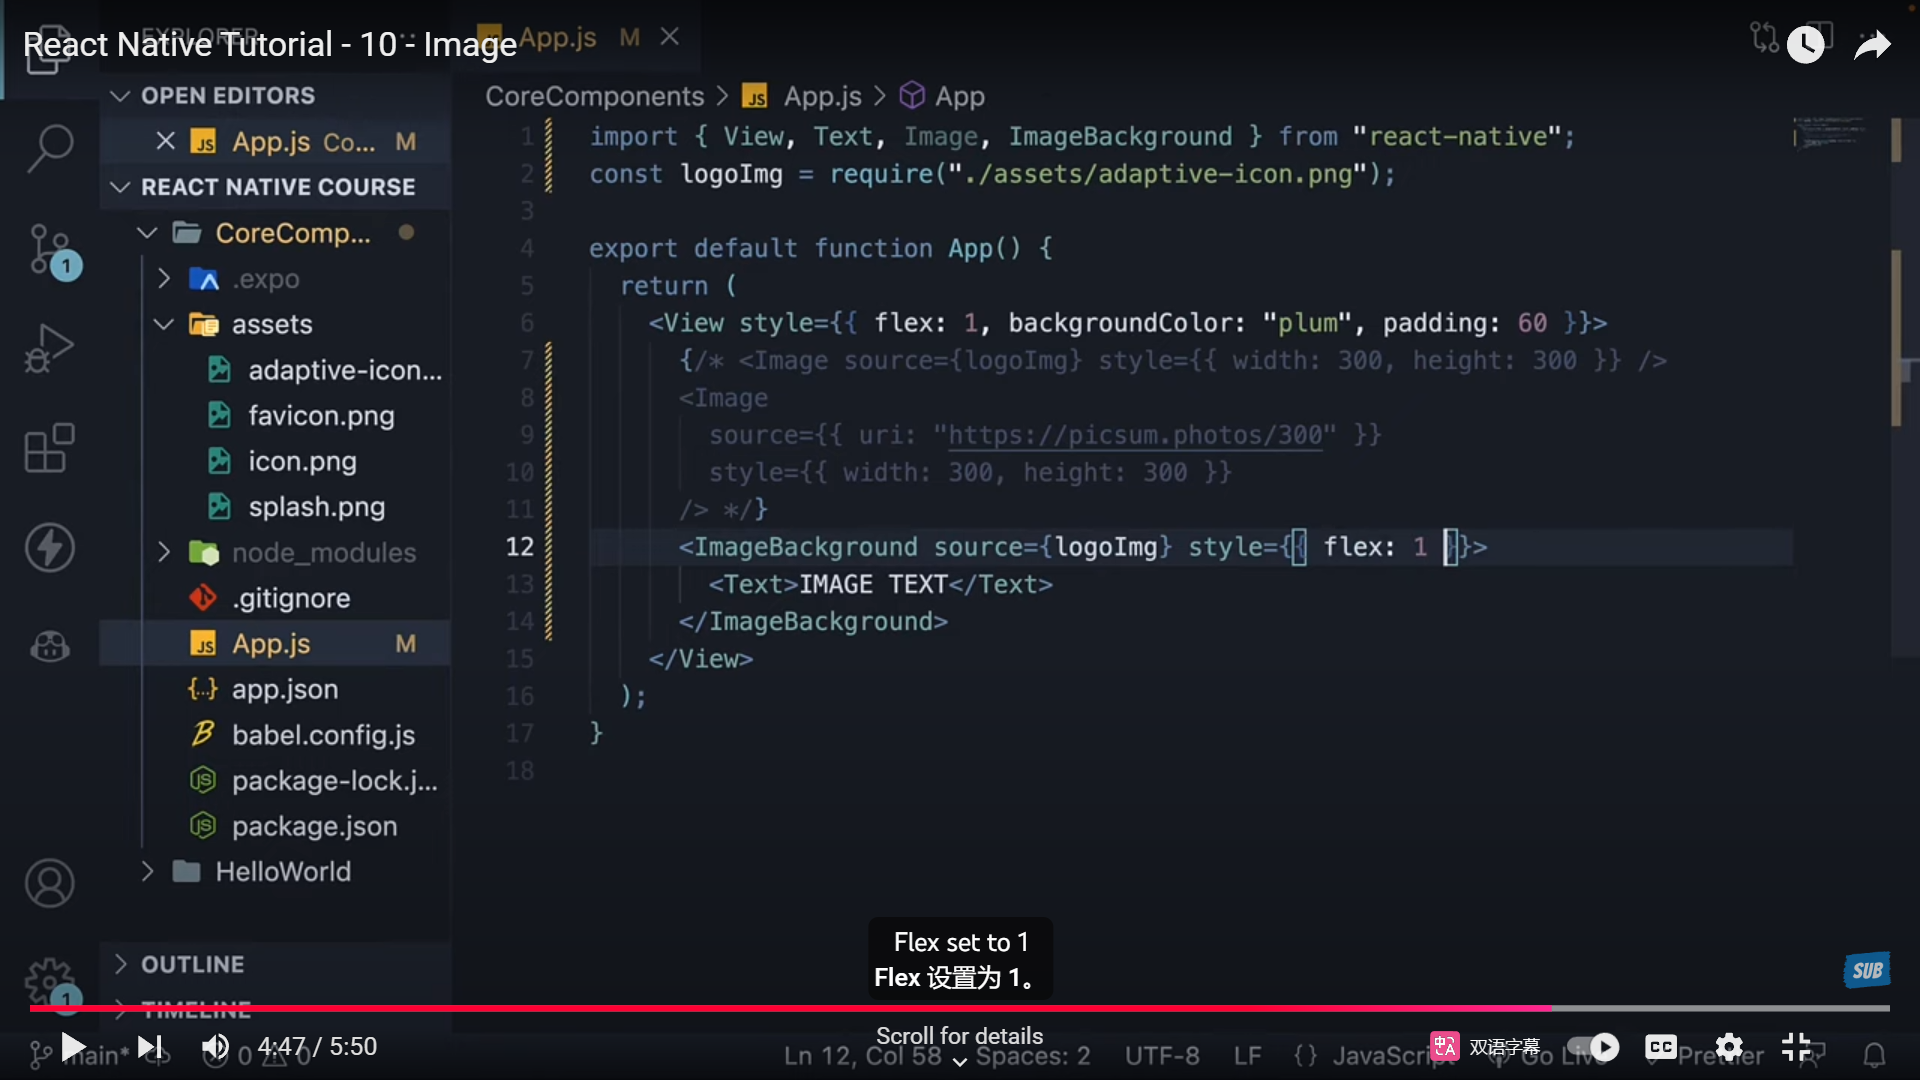 React Native Tutorial - 10 - Image
EXPLORER
App.js M
OPEN EDITORS
App.js Co... M
REACT NATIVE COURSE
CoreComp...
.expo
assets
adaptive-icon...
favicon.png
icon.png
splash.png
node_modules
.gitignore
App.js M
app.json
babel.config.js
package-lock.j...
package.json
HelloWorld
OUTLINE
TIMELINE
1
1
CoreComponents > App.js > App
1 import { View, Text, Image, ImageBackground } from "react-native";
2 const logoImg = require("./assets/adaptive-icon.png");
3
4 export default function App() {
5 return (
6 <View style={{ flex: 1, backgroundColor: "plum", padding: 60 }}>
7 {/* <Image source={logoImg} style={{ width: 300, height: 300 }} />
8 <Image
9 source={{ uri: "https://picsum.photos/300" }}
10 style={{ width: 300, height: 300 }}
11 /> */}
12 <ImageBackground source={logoImg} style={{ flex: 1 }}>
13 <Text>IMAGE TEXT</Text>
14 </ImageBackground>
15 </View>
16 );
17 }
18
Flex set to 1
Flex 设置为 1。
SUB
4:47 / 5:50
Scroll for details
双语字幕
CC
main* 0 0 Ln 12, Col 58 Spaces: 2 UTF-8 LF {} JavaScript Go Live Prettier